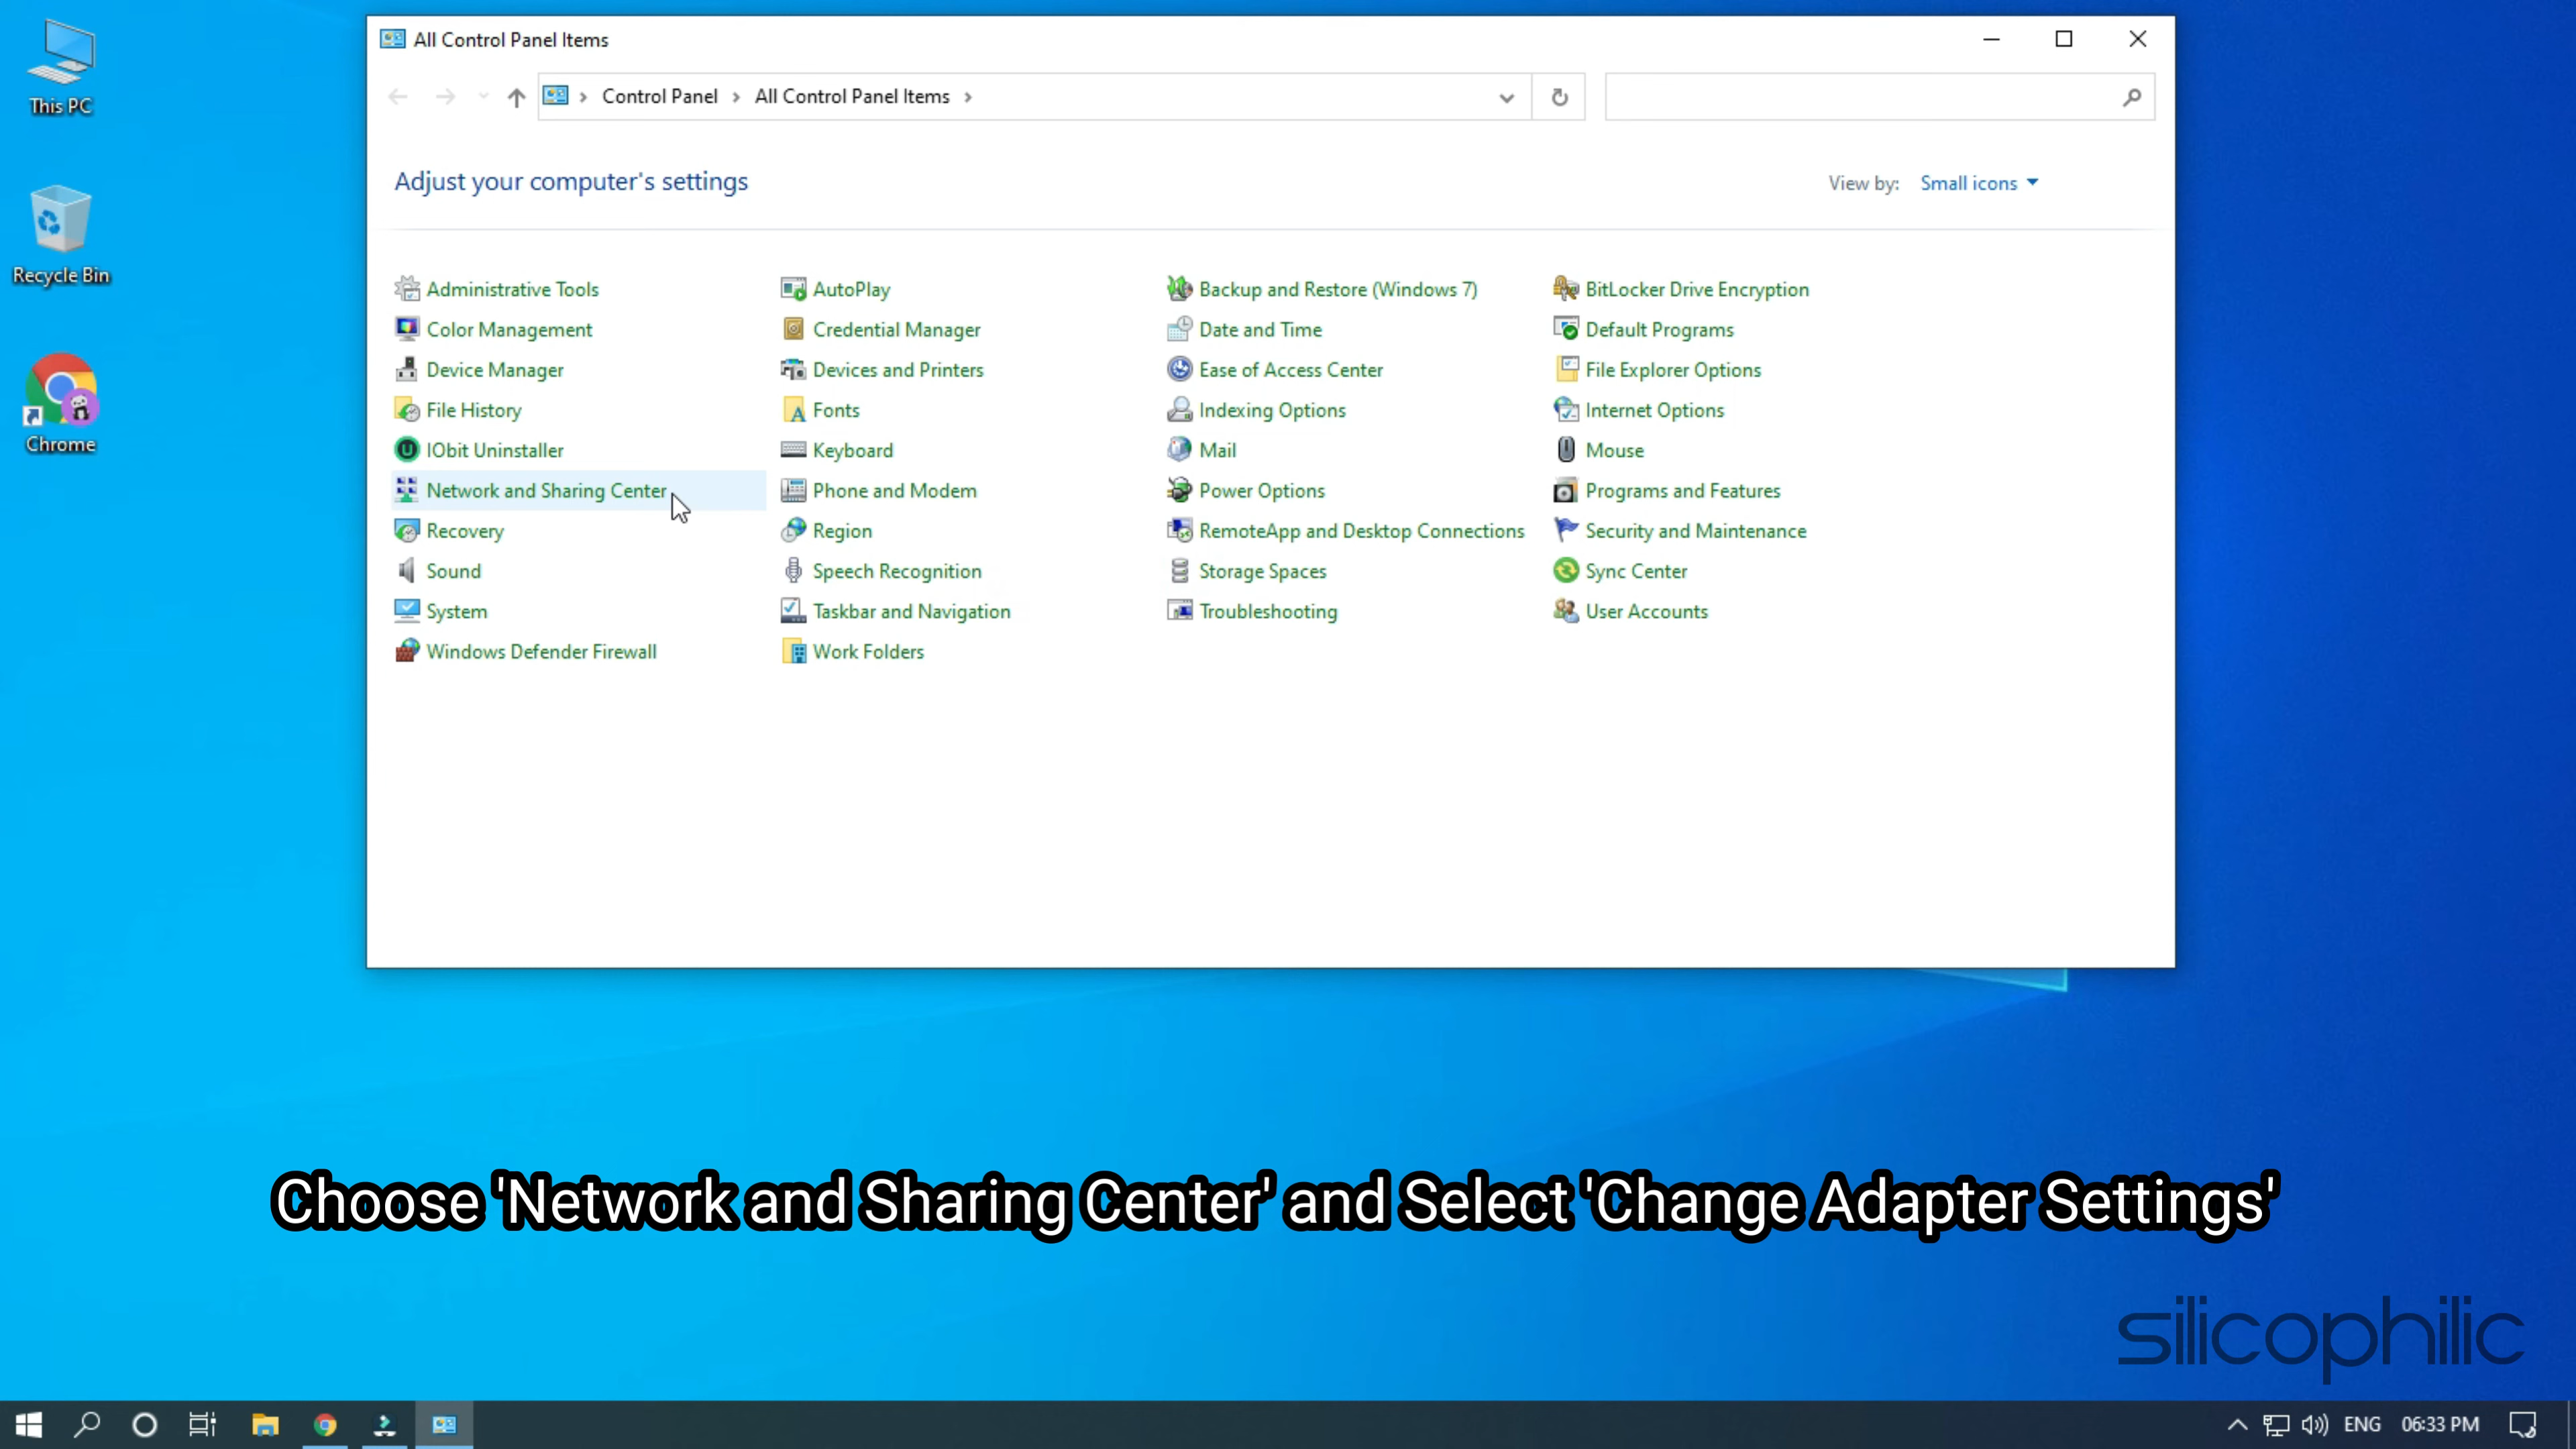 This PC
Recycle Bin
Chrome
All Control Panel Items
Control Panel
All Control Panel Items
Adjust your computer's settings
View by: Small icons
Administrative Tools
AutoPlay
Backup and Restore (Windows 7)
BitLocker Drive Encryption
Color Management
Credential Manager
Date and Time
Default Programs
Device Manager
Devices and Printers
Ease of Access Center
File Explorer Options
File History
Fonts
Indexing Options
Internet Options
IObit Uninstaller
Keyboard
Mail
Mouse
Network and Sharing Center
Phone and Modem
Power Options
Programs and Features
Recovery
Region
RemoteApp and Desktop Connections
Security and Maintenance
Sound
Speech Recognition
Storage Spaces
Sync Center
System
Taskbar and Navigation
Troubleshooting
User Accounts
Windows Defender Firewall
Work Folders
Choose 'Network and Sharing Center' and Select 'Change Adapter Settings'
silicophilic
ENG 06:33 PM